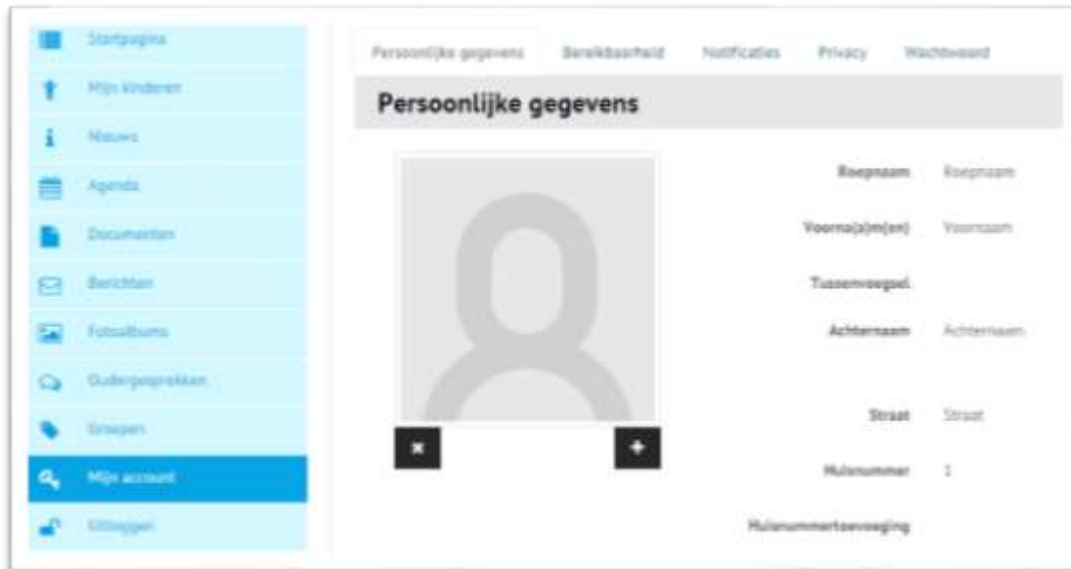 Startpagina
Mijn kinderen
Nieuws
Agenda
Documenten
Berichten
Fotoalbums
Oudergesprekken
Groepen
Mijn account
Uitloggen
Persoonlijke gegevens Bereikbaarheid Notificaties Privacy Wachtwoord
Persoonlijke gegevens
Roepnaam Roepnaam
Voorna(a)m(en) Voornaam
Tussenvoegsel
Achternaam Achternaam
Straat Straat
Huisnummer 1
Huisnummertoevoeging